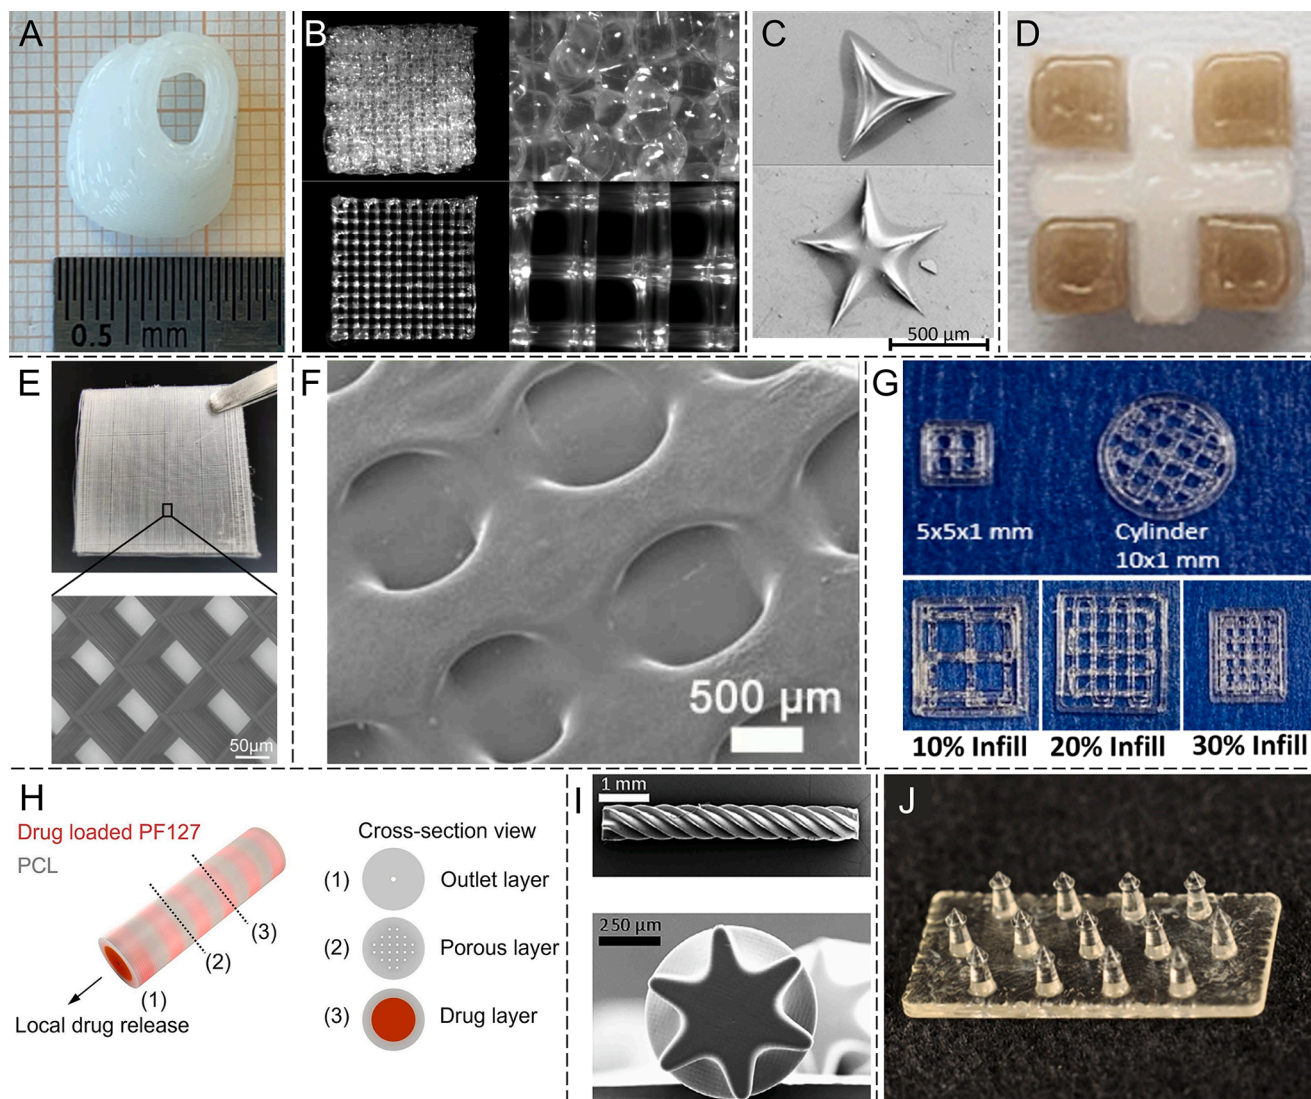 A
0.5 mm
B
C
500 µm
D
E
50µm
F
500 µm
G
5x5x1 mm
Cylinder
10x1 mm
10% Infill
20% Infill
30% Infill
H
Drug loaded PF127
PCL
(3)
(2)
(1)
Local drug release
Cross-section view
(1) Outlet layer
(2) Porous layer
(3) Drug layer
I
1 mm
250 µm
J